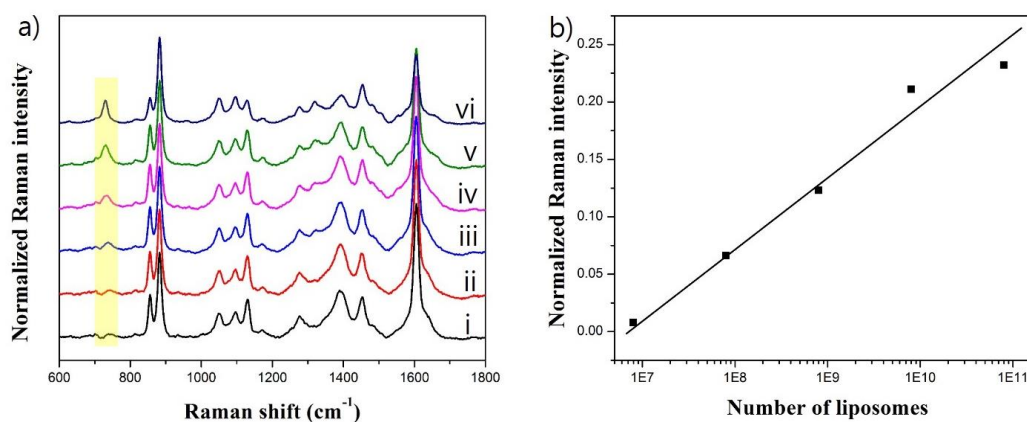 a)
Normalized Raman intensity
vi
v
iv
iii
ii
i
600 800 1000 1200 1400 1600 1800
Raman shift (cm⁻¹)
b)
Normalized Raman intensity
0.25
0.20
0.15
0.10
0.05
0.00
1E7 1E8 1E9 1E10 1E11
Number of liposomes